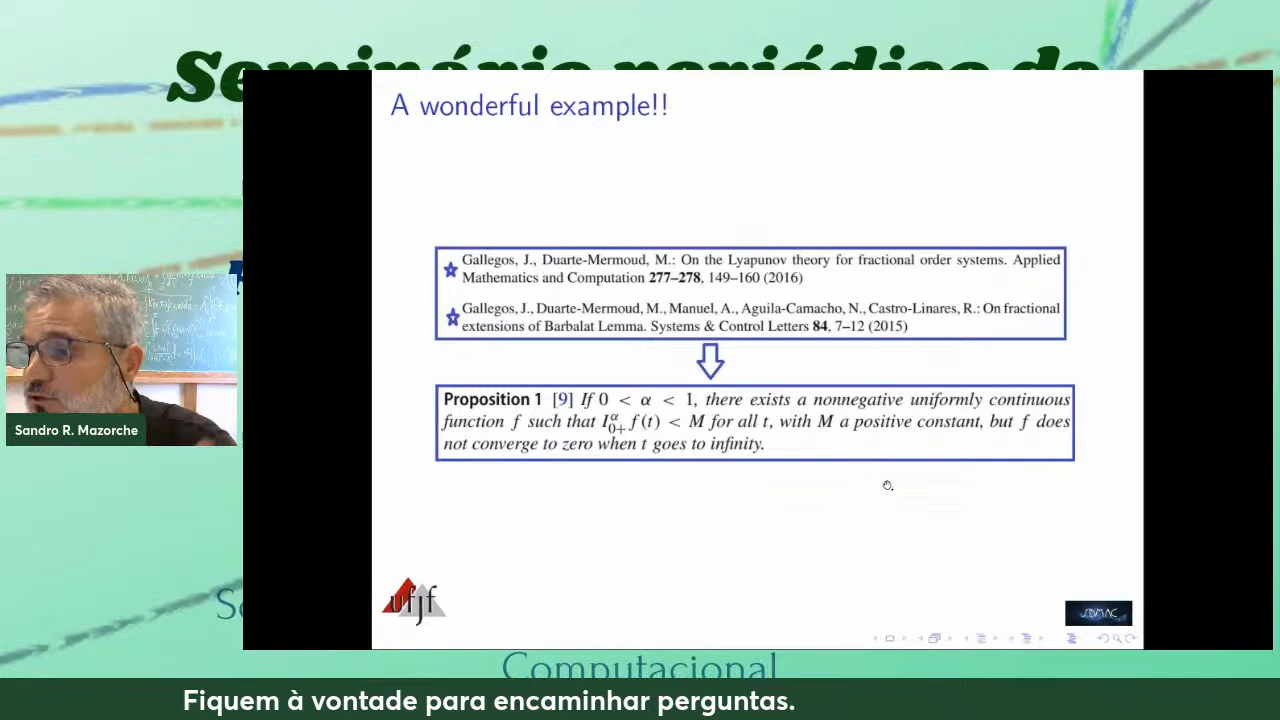 Seminário periódico de
A wonderful example!!
Gallegos, J., Duarte-Mermoud, M.: On the Lyapunov theory for fractional order systems. Applied
Mathematics and Computation 277–278, 149–160 (2016)
Gallegos, J., Duarte-Mermoud, M., Manuel, A., Aguila-Camacho, N., Castro-Linares, R.: On fractional
extensions of Barbalat Lemma. Systems & Control Letters 84, 7–12 (2015)
Proposition 1 [9] If 0 < α < 1, there exists a nonnegative uniformly continuous
function f such that I^α_{0+} f(t) < M for all t, with M a positive constant, but f does
not converge to zero when t goes to infinity.
Sandro R. Mazorche
ufjf
Computacional
Fiquem à vontade para encaminhar perguntas.